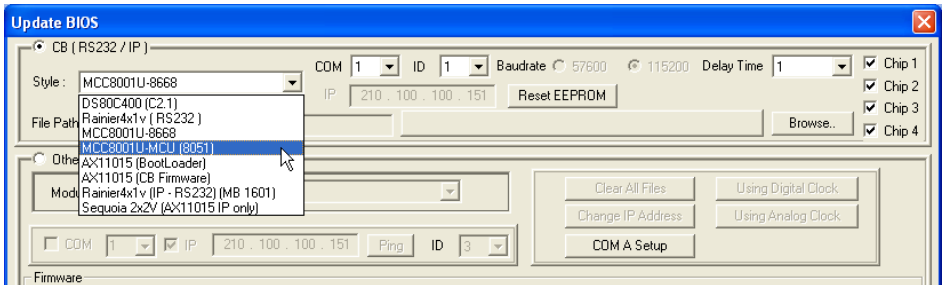 Update BIOS
CB ( RS232 / IP )
Style : MCC8001U-8668 COM 1 ID 1 Baudrate 57600 115200 Delay Time 1 Chip 1
IP 210 . 100 . 100 . 151 Reset EEPROM Chip 2
DS80C400 (C2.1)
Rainier4x1v ( RS232 ) Chip 3
File Path MCC8001U-8668 Browse.. Chip 4
MCC8001U-MCU (8051)
Othe AX11015 (BootLoader)
AX11015 (CB Firmware)
Modu Rainier4x1v (IP - RS232) (MB 1601) Clear All Files Using Digital Clock
Sequoia 2x2V (AX11015 IP only) Change IP Address Using Analog Clock
COM 1 IP 210 . 100 . 100 . 151 Ping ID 3 COM A Setup
Firmware